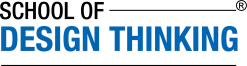 SCHOOL OF ®
DESIGN THINKING